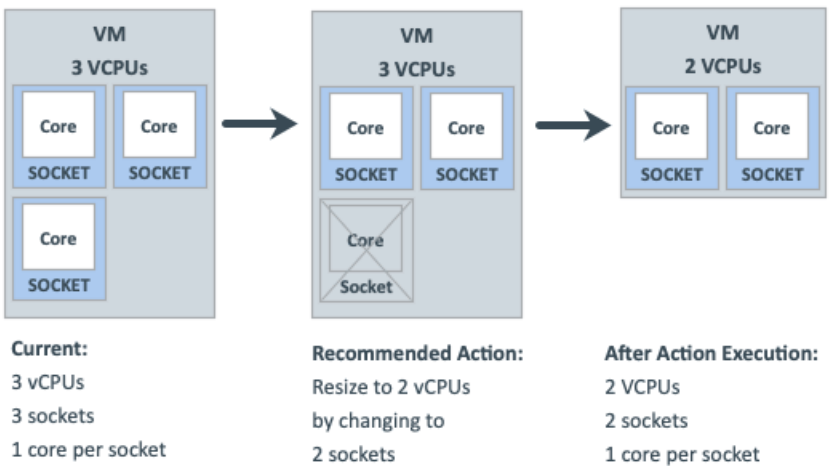 VM
3 VCPUs
Core
Core
SOCKET
SOCKET
Core
SOCKET
Current:
3 vCPUs
3 sockets
1 core per socket
VM
3 VCPUs
Core
Core
SOCKET
SOCKET
Core
Socket
Recommended Action:
Resize to 2 vCPUs
by changing to
2 sockets
VM
2 VCPUs
Core
Core
SOCKET
SOCKET
After Action Execution:
2 VCPUs
2 sockets
1 core per socket